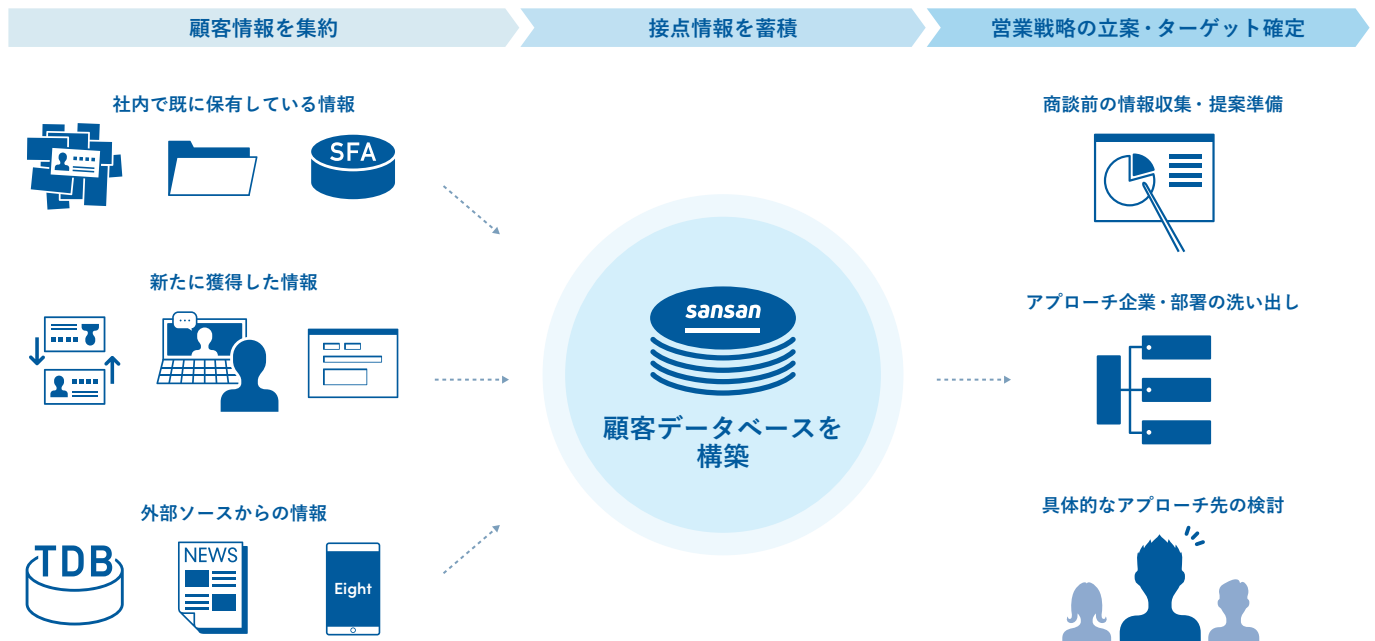 顧客情報を集約
接点情報を蓄積
営業戦略の立案・ターゲット確定
社内で既に保有している情報
SFA
新たに獲得した情報
外部ソースからの情報
TDB
NEWS
Eight
sansan
顧客データベースを
構築
商談前の情報収集・提案準備
アプローチ企業・部署の洗い出し
具体的なアプローチ先の検討